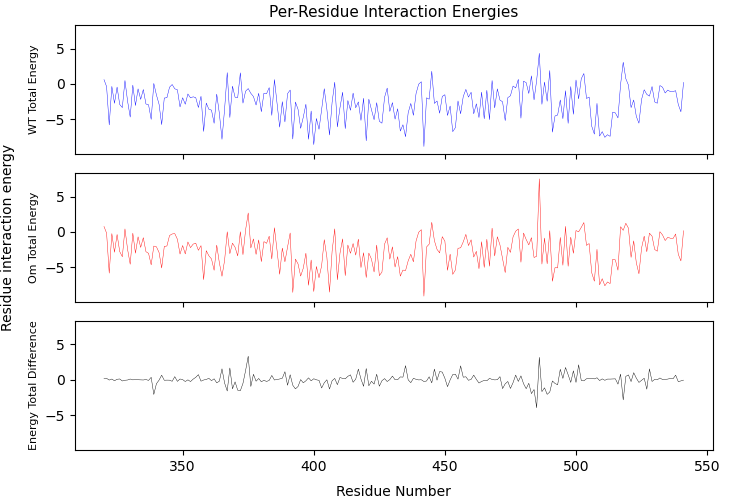 Per-Residue Interaction Energies
Residue interaction energy
WT Total Energy
5
0
−5
Om Total Energy
5
0
−5
Energy Total Difference
5
0
−5
350 400 450 500 550
Residue Number